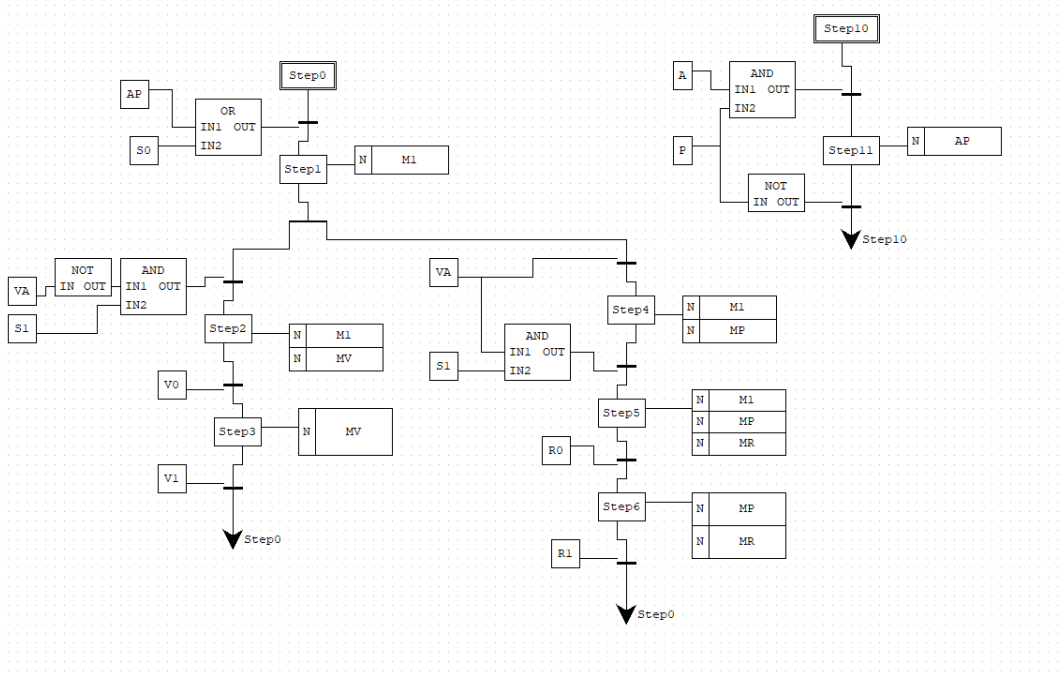 Step10
Step0
AP
S0
OR
IN1 OUT
IN2
A
P
AND
IN1 OUT
IN2
NOT
IN OUT
Step11
N AP
Step10
Step1
N M1
VA
S1
NOT
IN OUT
AND
IN1 OUT
IN2
Step2
N M1
N MV
V0
Step3
N MV
V1
Step0
VA
Step4
N M1
N MP
S1
AND
IN1 OUT
IN2
Step5
N M1
N MP
N MR
R0
Step6
N MP
N MR
R1
Step0